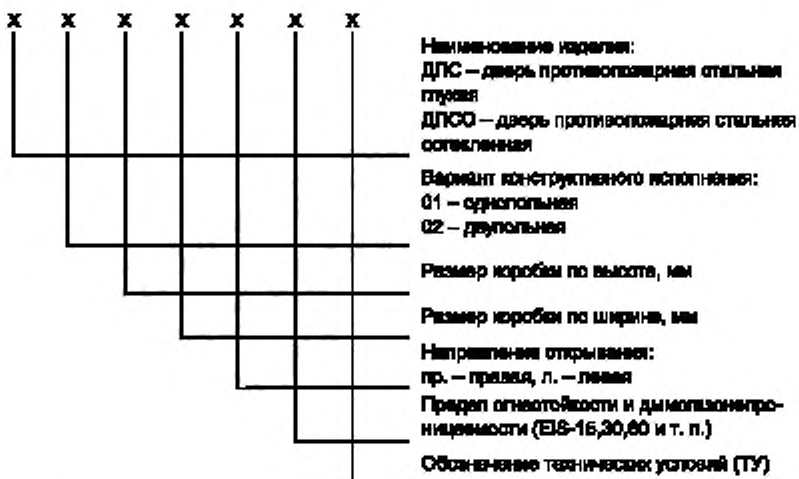 X X X X X X X
Наименование изделия:
ДПС – дверь противопожарная стальная
глухая
ДПСО – дверь противопожарная стальная
остекленная
Вариант конструктивного исполнения:
01 – однопольная
02 – двупольная
Размер коробки по высоте, мм
Размер коробки по ширине, мм
Направление открывания:
пр. – правая, л. – левая
Предел огнестойкости и дымогазонепро-
ницаемости (EIS-15,30,60 и т. п.)
Обозначение технических условий (ТУ)